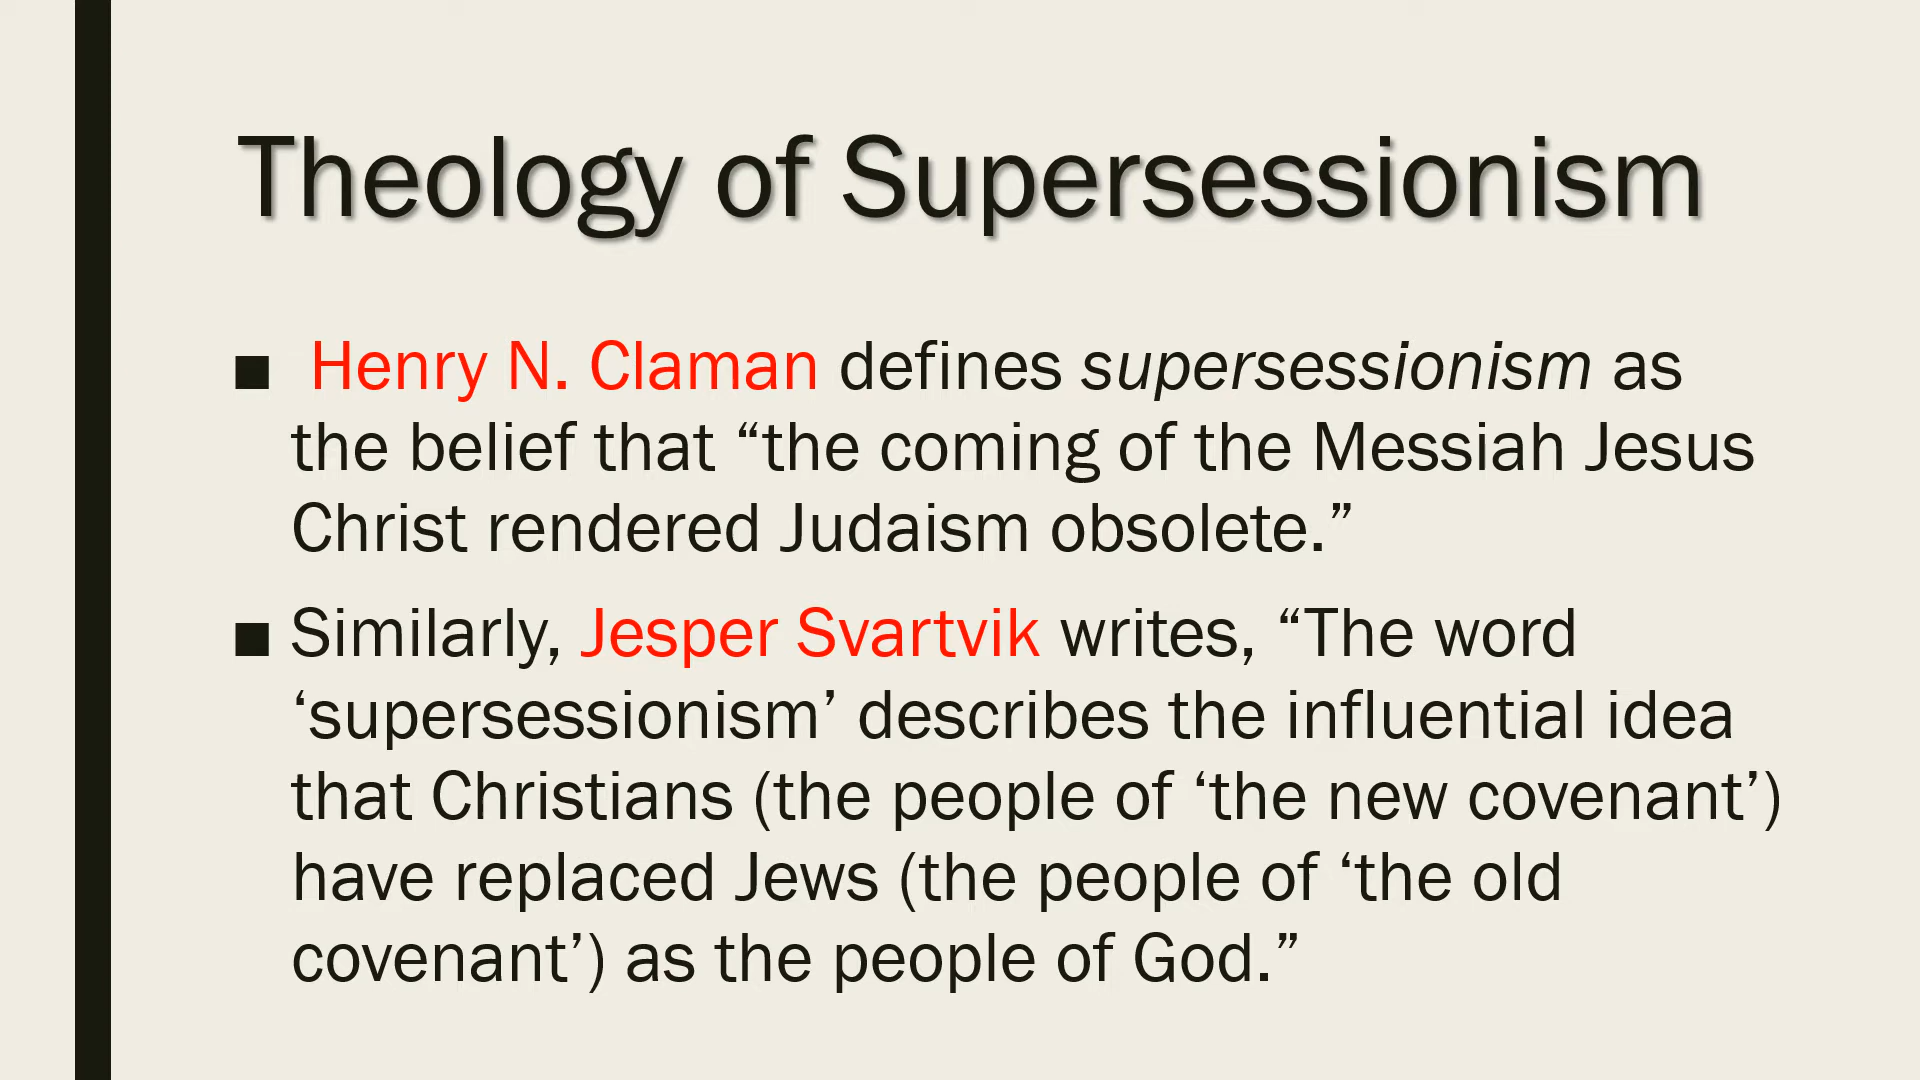 Theology of Supersessionism
■ Henry N. Claman defines supersessionism as
the belief that “the coming of the Messiah Jesus
Christ rendered Judaism obsolete.”
■ Similarly, Jesper Svartvik writes, “The word
‘supersessionism’ describes the influential idea
that Christians (the people of ‘the new covenant’)
have replaced Jews (the people of ‘the old
covenant’) as the people of God.”